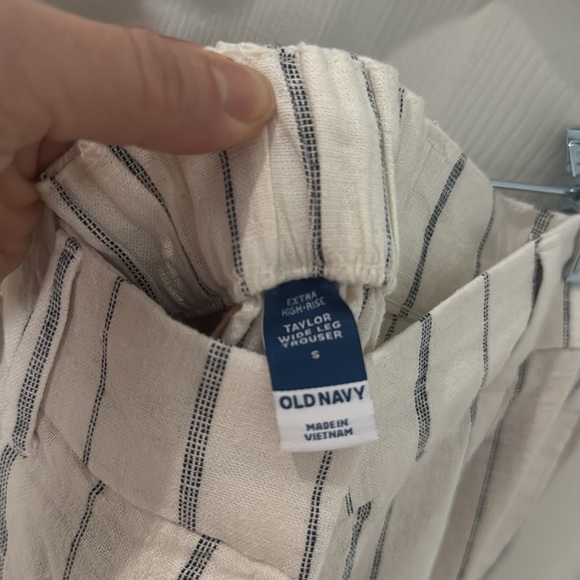 EXTRA
HIGH-RISE
TAYLOR
WIDE LEG
TROUSER
S
OLD NAVY
MADE IN
VIETNAM